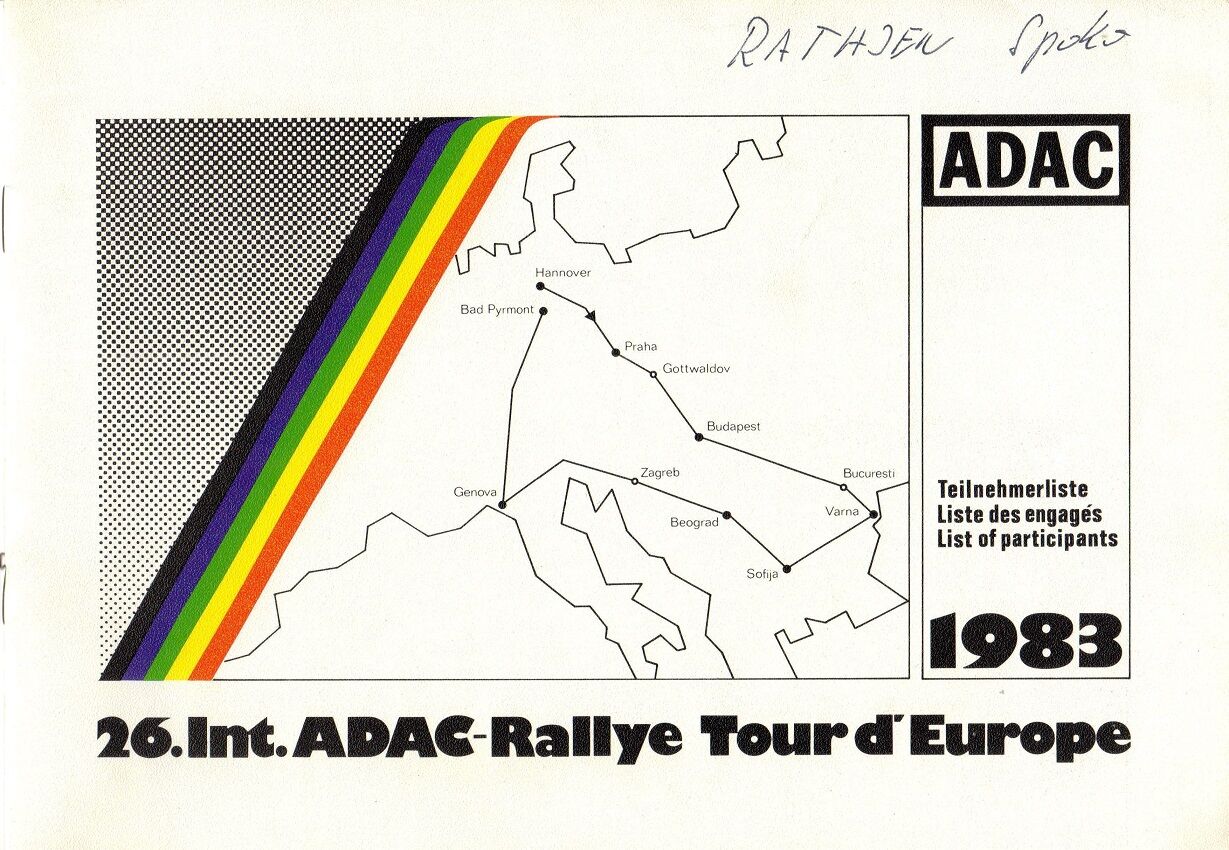 RATHJEN Spoko
ADAC
Hannover
Bad Pyrmont
Praha
Gottwaldov
Budapest
Zagreb
Bucuresti
Genova
Varna
Beograd
Sofija
Teilnehmerliste
Liste des engagés
List of participants
1983
26. Int. ADAC-Rallye Tour d'Europe